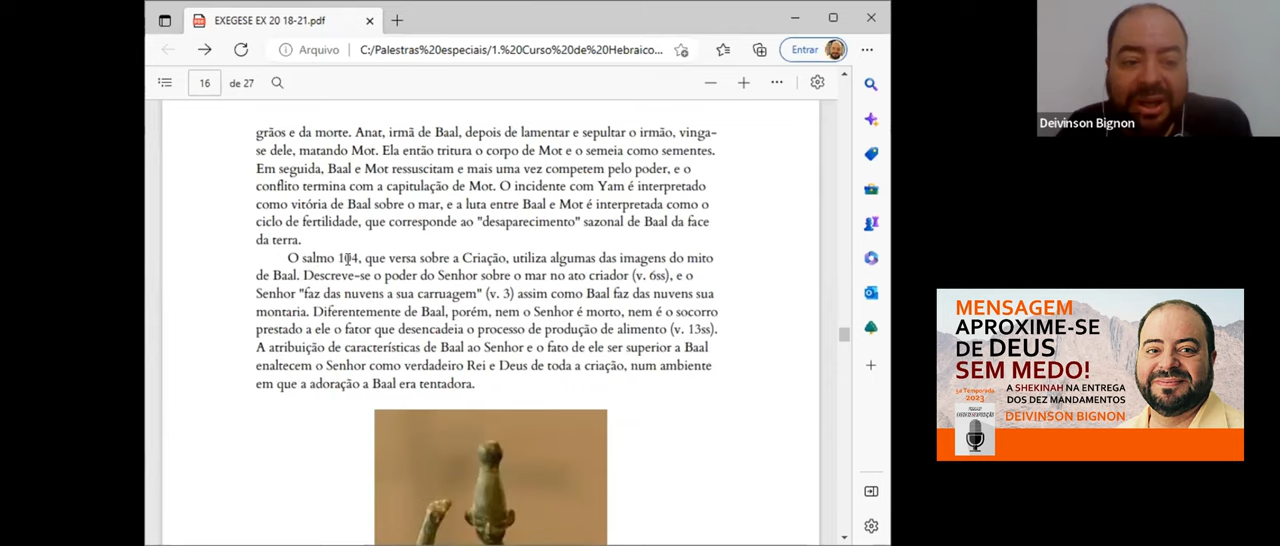 EXEGESE EX 20 18-21.pdf
Arquivo
C:/Palestras%20especiais/1.%20Curso%20de%20Hebraico...
Entrar
16
de 27
grãos e da morte. Anat, irmã de Baal, depois de lamentar e sepultar o irmão, vinga-
se dele, matando Mot. Ela então tritura o corpo de Mot e o semeia como sementes.
Em seguida, Baal e Mot ressuscitam e mais uma vez competem pelo poder, e o
conflito termina com a capitulação de Mot. O incidente com Yam é interpretado
como vitória de Baal sobre o mar, e a luta entre Baal e Mot é interpretada como o
ciclo de fertilidade, que corresponde ao "desaparecimento" sazonal de Baal da face
da terra.
O salmo 104, que versa sobre a Criação, utiliza algumas das imagens do mito
de Baal. Descreve-se o poder do Senhor sobre o mar no ato criador (v. 6ss), e o
Senhor "faz das nuvens a sua carruagem" (v. 3) assim como Baal faz das nuvens sua
montaria. Diferentemente de Baal, porém, nem o Senhor é morto, nem é o socorro
prestado a ele o fator que desencadeia o processo de produção de alimento (v. 13ss).
A atribuição de características de Baal ao Senhor e o fato de ele ser superior a Baal
enaltecem o Senhor como verdadeiro Rei e Deus de toda a criação, num ambiente
em que a adoração a Baal era tentadora.
Deivinson Bignon
MENSAGEM
APROXIME-SE
DE DEUS
SEM MEDO!
A SHEKINAH NA ENTREGA
DOS DEZ MANDAMENTOS
DEIVINSON BIGNON
5ª Temporada
2023
PODCAST